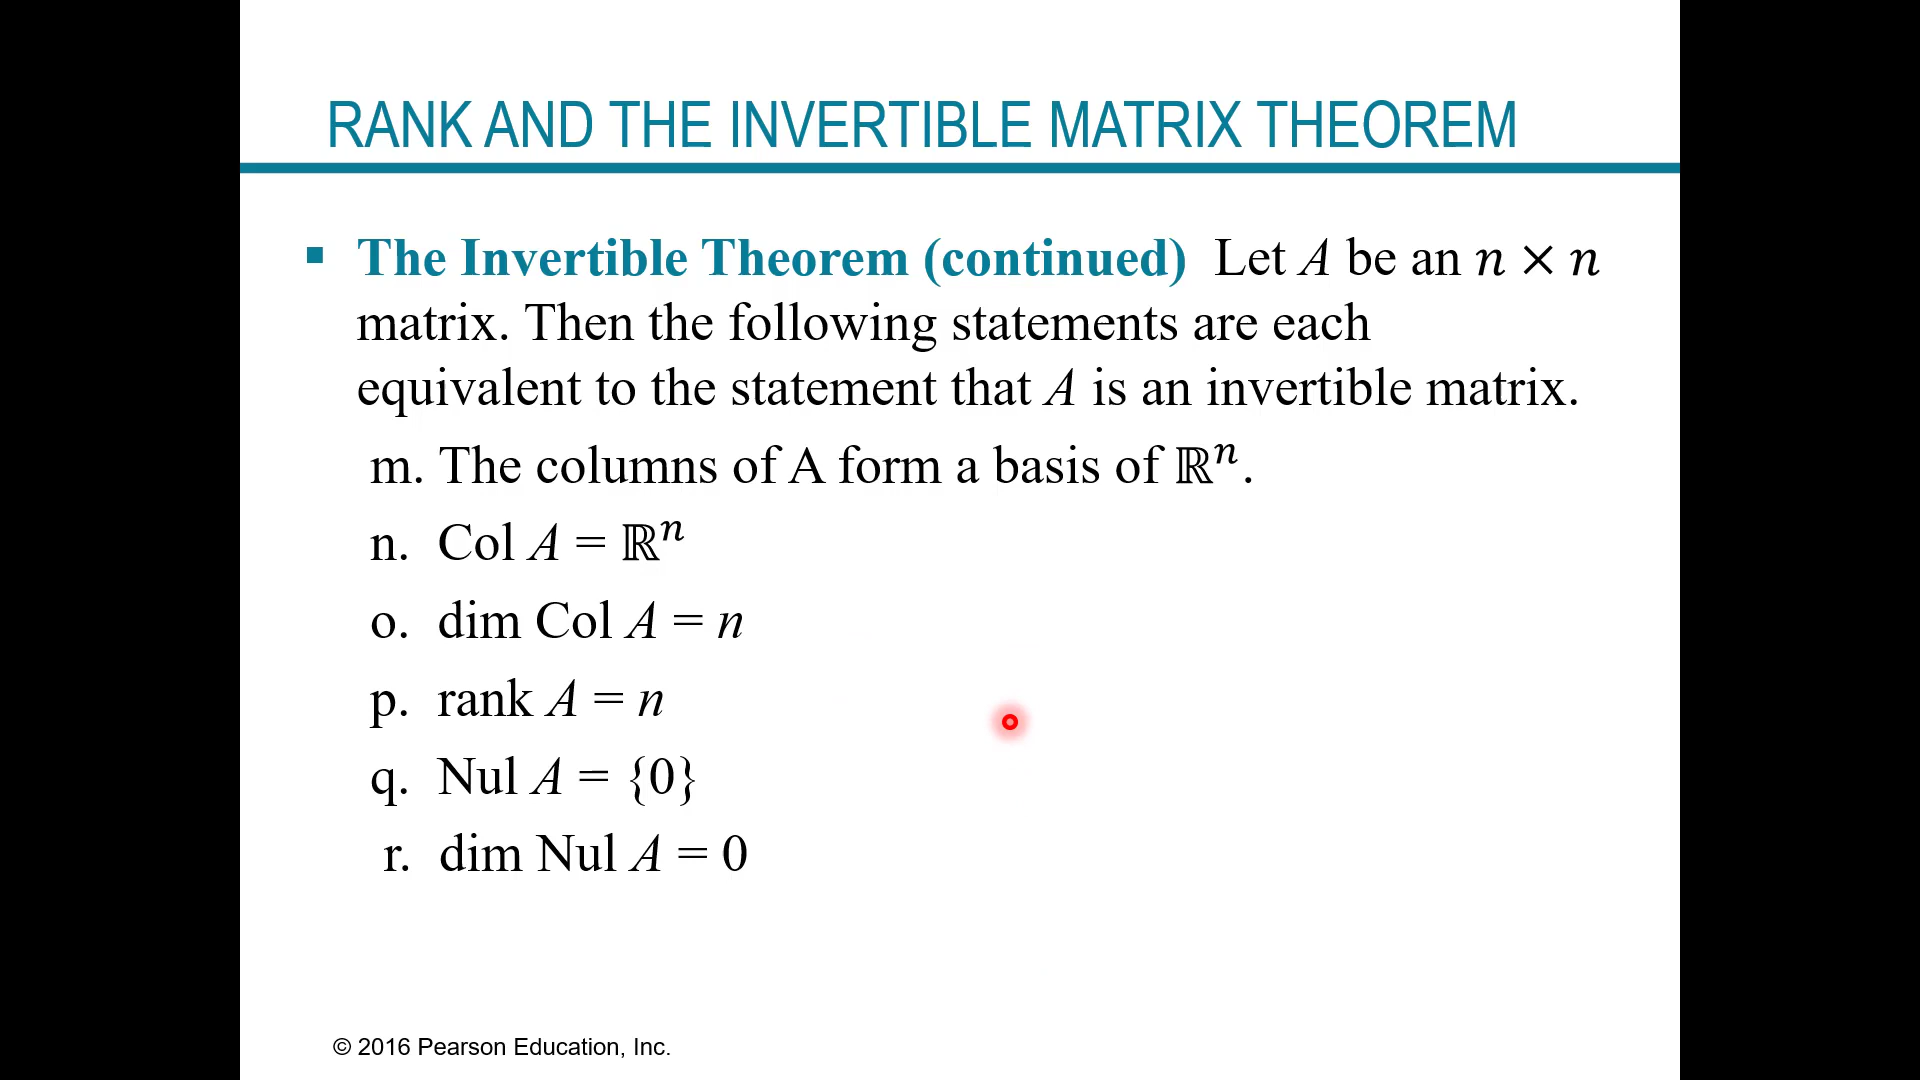 RANK AND THE INVERTIBLE MATRIX THEOREM
▪ The Invertible Theorem (continued) Let A be an n × n
matrix. Then the following statements are each
equivalent to the statement that A is an invertible matrix.
m. The columns of A form a basis of ℝⁿ.
n. Col A = ℝⁿ
o. dim Col A = n
p. rank A = n
q. Nul A = {0}
r. dim Nul A = 0
© 2016 Pearson Education, Inc.